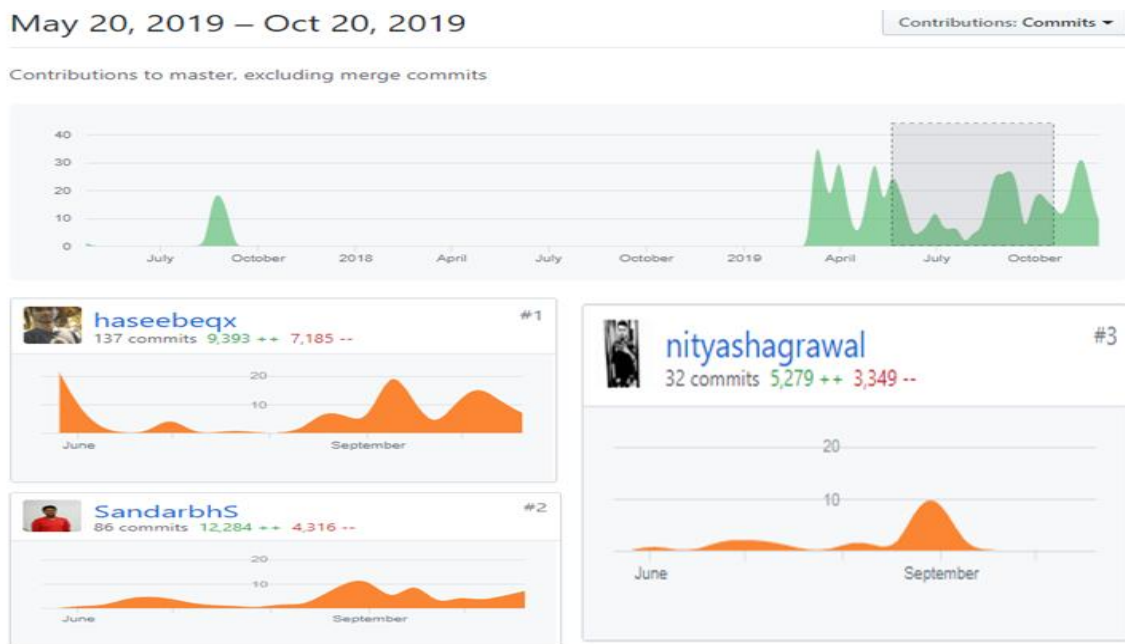 May 20, 2019 – Oct 20, 2019
Contributions: Commits
Contributions to master, excluding merge commits
40
30
20
10
0
July October 2018 April July October 2019 April July October
haseebeqx #1
137 commits 9,393 ++ 7,185 --
20
10
June September
SandarbhS #2
86 commits 12,284 ++ 4,316 --
20
10
June September
nityashagrawal #3
32 commits 5,279 ++ 3,349 --
20
10
June September